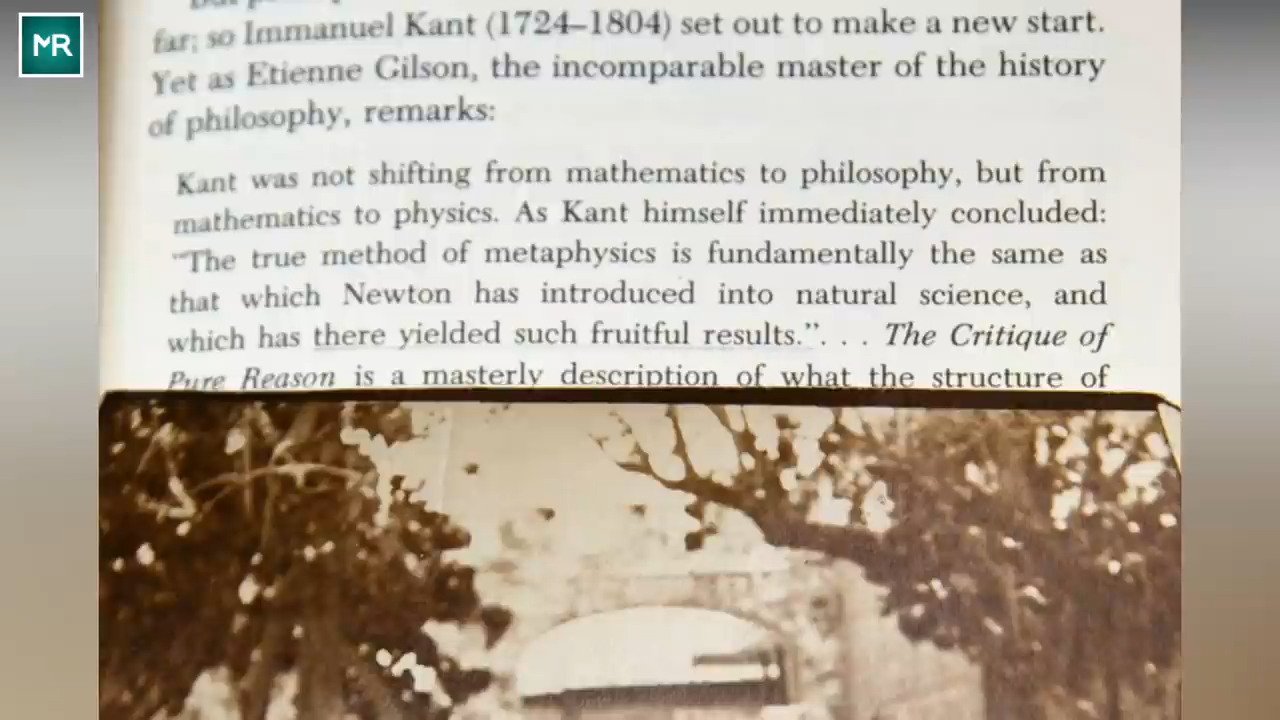 MR
far; so Immanuel Kant (1724–1804) set out to make a new start.
Yet as Etienne Gilson, the incomparable master of the history
of philosophy, remarks:
Kant was not shifting from mathematics to philosophy, but from
mathematics to physics. As Kant himself immediately concluded:
"The true method of metaphysics is fundamentally the same as
that which Newton has introduced into natural science, and
which has there yielded such fruitful results.". . . The Critique of
Pure Reason is a masterly description of what the structure of